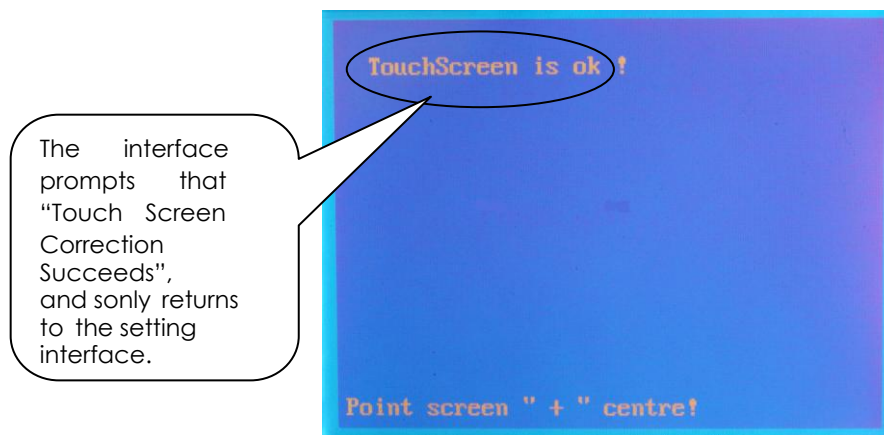 TouchScreen is ok !
The interface
prompts that
“Touch Screen
Correction
Succeeds”,
and sonly returns
to the setting
interface.
Point screen " + " centre!